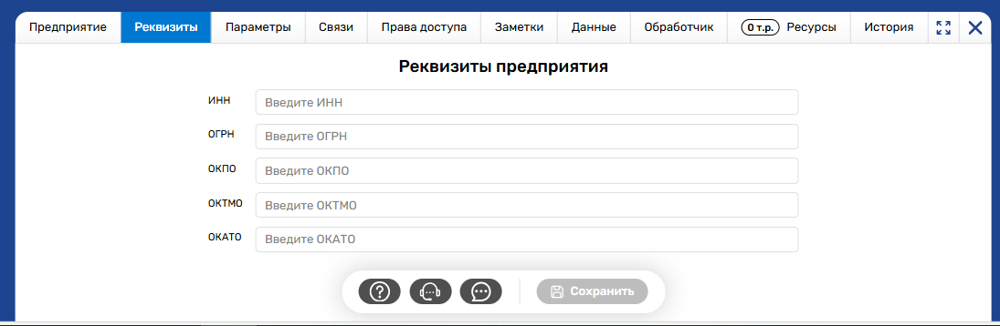 Предприятие Реквизиты Параметры Связи Права доступа Заметки Данные Обработчик 0 т.р. Ресурсы История
Реквизиты предприятия
ИНН Введите ИНН
ОГРН Введите ОГРН
ОКПО Введите ОКПО
ОКТМО Введите ОКТМО
ОКАТО Введите ОКАТО
Сохранить